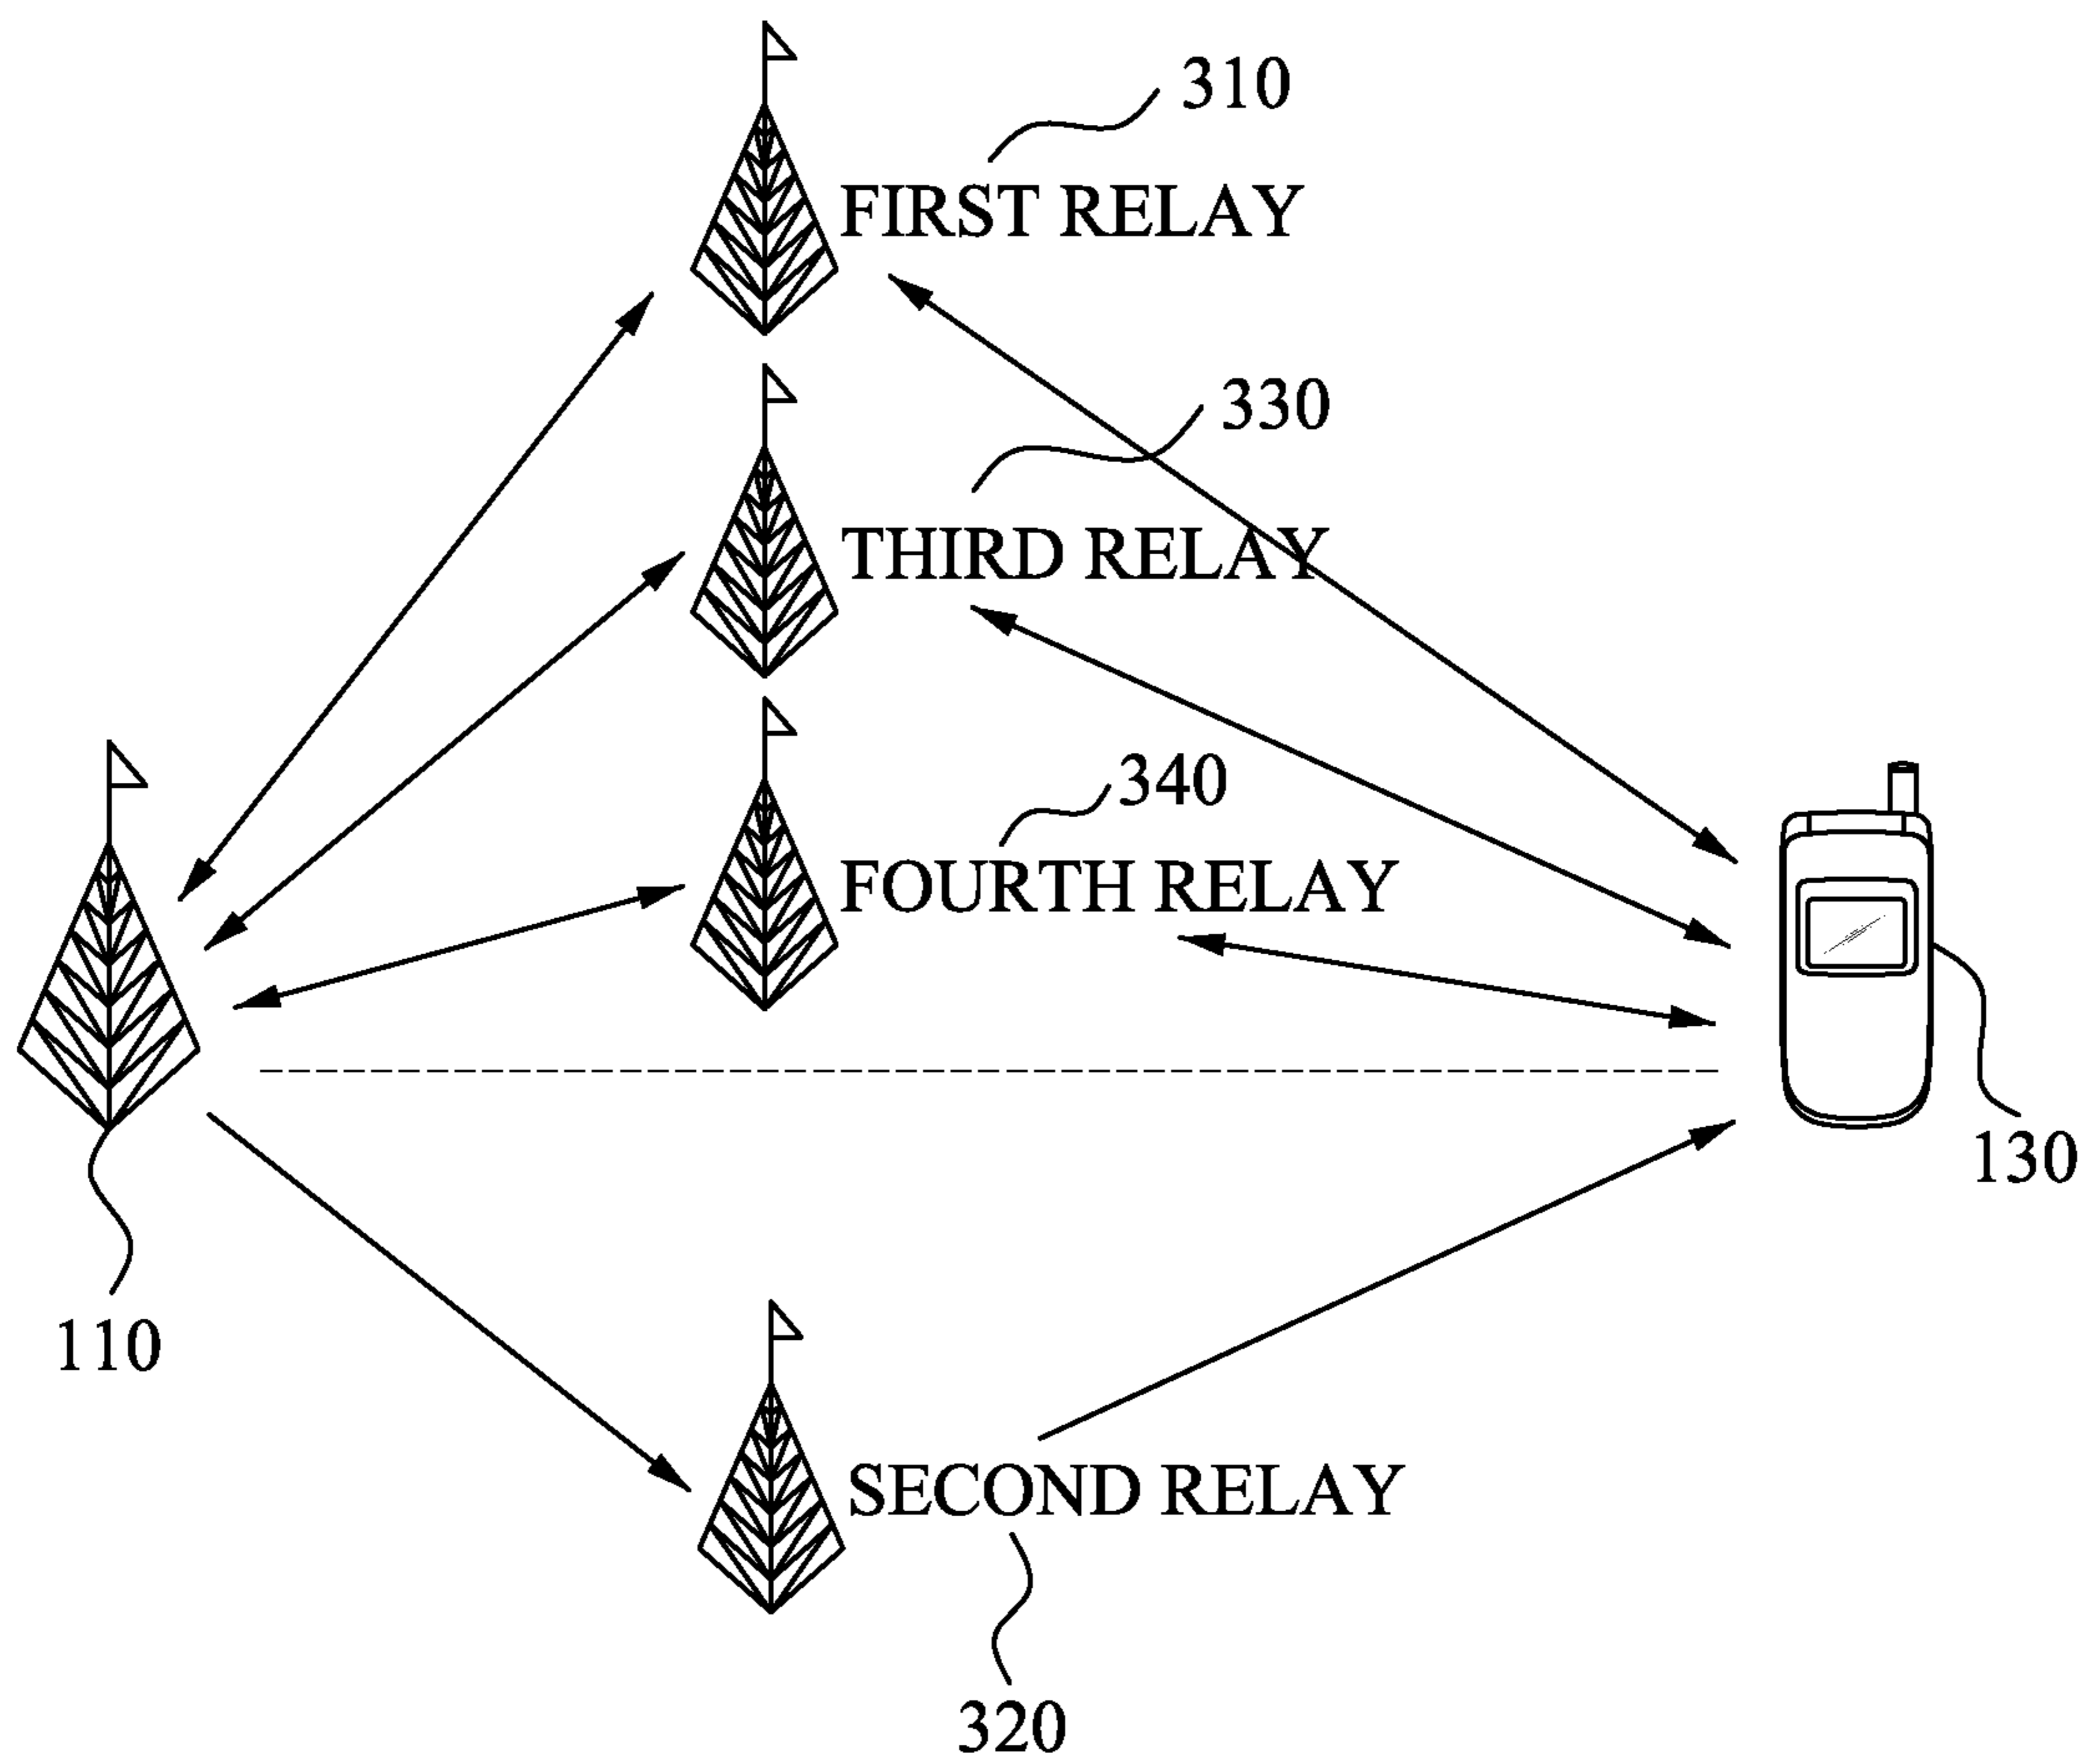 310
FIRST RELAY
330
THIRD RELAY
340
FOURTH RELAY
130
110
SECOND RELAY
320